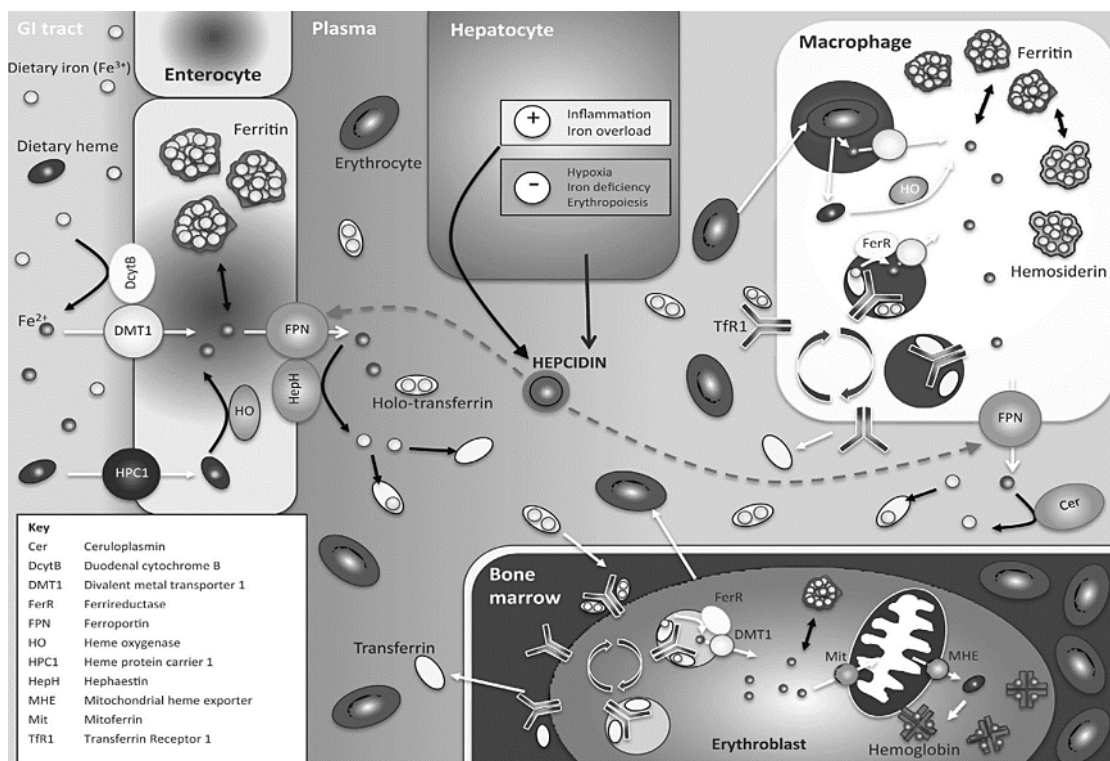 GI tract
Dietary iron (Fe³⁺)
Dietary heme
Enterocyte
Ferritin
DcytB
Fe²⁺
DMT1
FPN
HepH
HO
HPC1
Plasma
Erythrocyte
Holo-transferrin
Hepatocyte
+
Inflammation
Iron overload
−
Hypoxia
Iron deficiency
Erythropoiesis
HEPCIDIN
Macrophage
Ferritin
HO
FerR
Hemosiderin
TfR1
FPN
Cer
Key
Cer Ceruloplasmin
DcytB Duodenal cytochrome B
DMT1 Divalent metal transporter 1
FerR Ferrireductase
FPN Ferroportin
HO Heme oxygenase
HPC1 Heme protein carrier 1
HepH Hephaestin
MHE Mitochondrial heme exporter
Mit Mitoferrin
TfR1 Transferrin Receptor 1
Transferrin
Bone
marrow
FerR
DMT1
Mit
MHE
Erythroblast
Hemoglobin